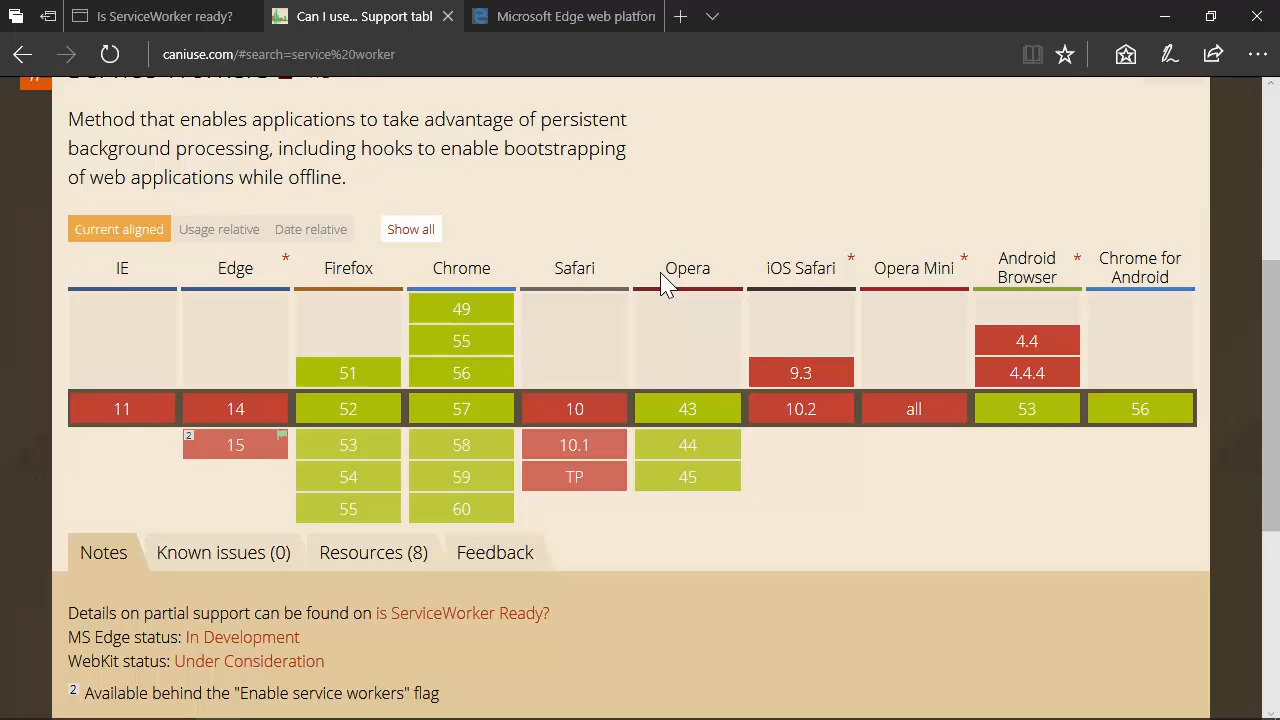 Is ServiceWorker ready?
Can I use... Support tabl
Microsoft Edge web platfon
caniuse.com/#search=service%20worker
Service Workers
Method that enables applications to take advantage of persistent
background processing, including hooks to enable bootstrapping
of web applications while offline.
Current aligned Usage relative Date relative Show all
IE Edge * Firefox Chrome Safari Opera iOS Safari * Opera Mini * Android Browser * Chrome for Android
49
55 4.4
51 56 9.3 4.4.4
11 14 52 57 10 43 10.2 all 53 56
2 15 53 58 10.1 44
54 59 TP 45
55 60
Notes Known issues (0) Resources (8) Feedback
Details on partial support can be found on is ServiceWorker Ready?
MS Edge status: In Development
WebKit status: Under Consideration
2 Available behind the "Enable service workers" flag